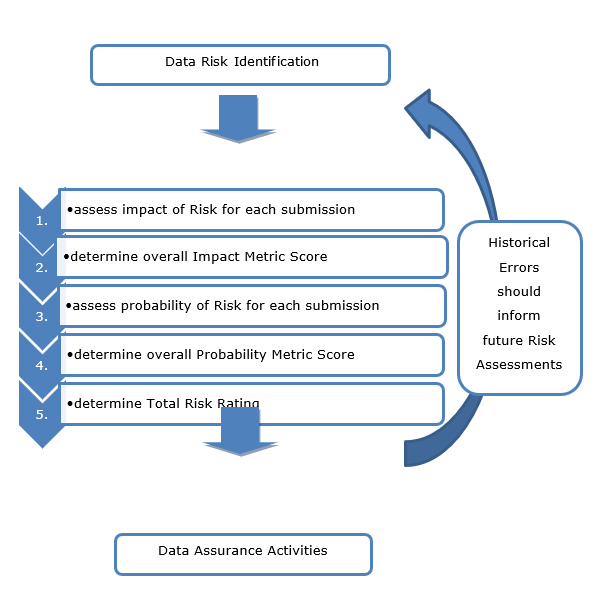 Data Risk Identification
1. •assess impact of Risk for each submission
2. •determine overall Impact Metric Score
3. •assess probability of Risk for each submission
4. •determine overall Probability Metric Score
5. •determine Total Risk Rating
Historical
Errors
should
inform
future Risk
Assessments
Data Assurance Activities